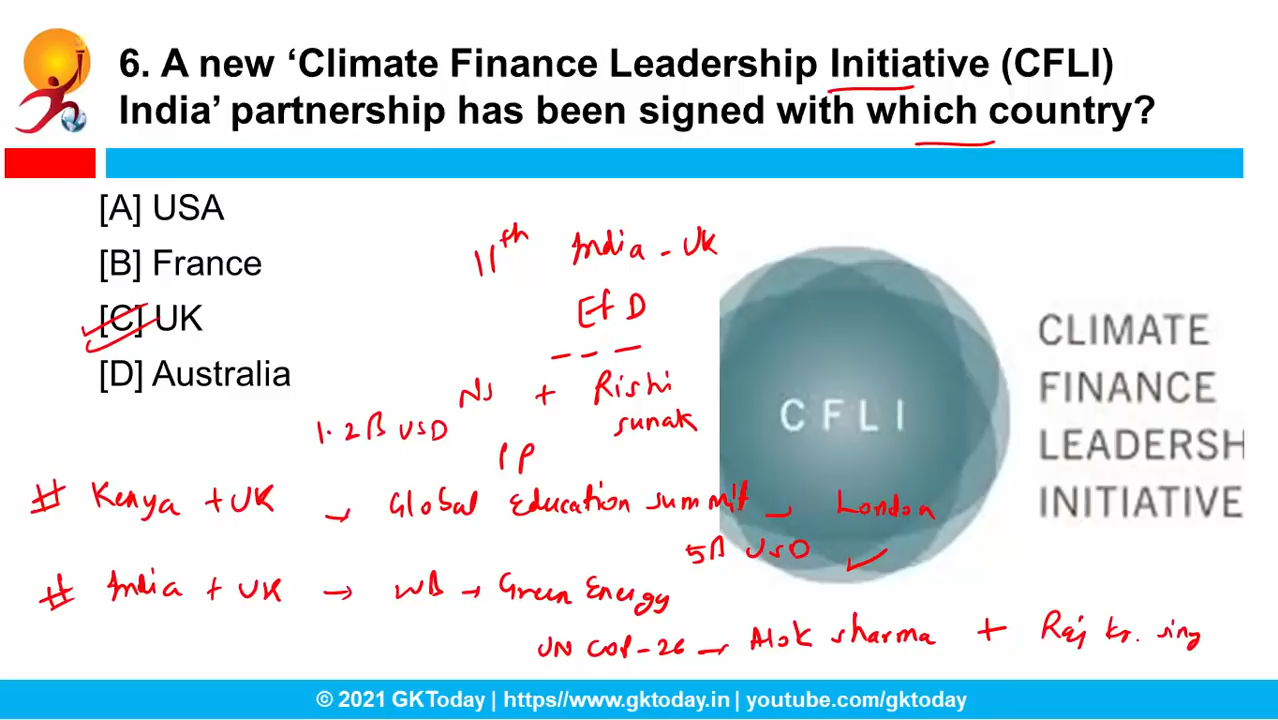 6. A new ‘Climate Finance Leadership Initiative (CFLI)
India’ partnership has been signed with which country?
[A] USA
[B] France
[C] UK
[D] Australia
11th India - UK
EFD
NS + Rishi
sunak
1.2B USD
# Kenya + UK → Global Education summit → London
5B USD
# India + UK → WB → Green Energy
UN COP-26 → Alok sharma + Raj kr. sing
CFLI
CLIMATE
FINANCE
LEADERSH
INITIATIVE
© 2021 GKToday | https//www.gktoday.in | youtube.com/gktoday